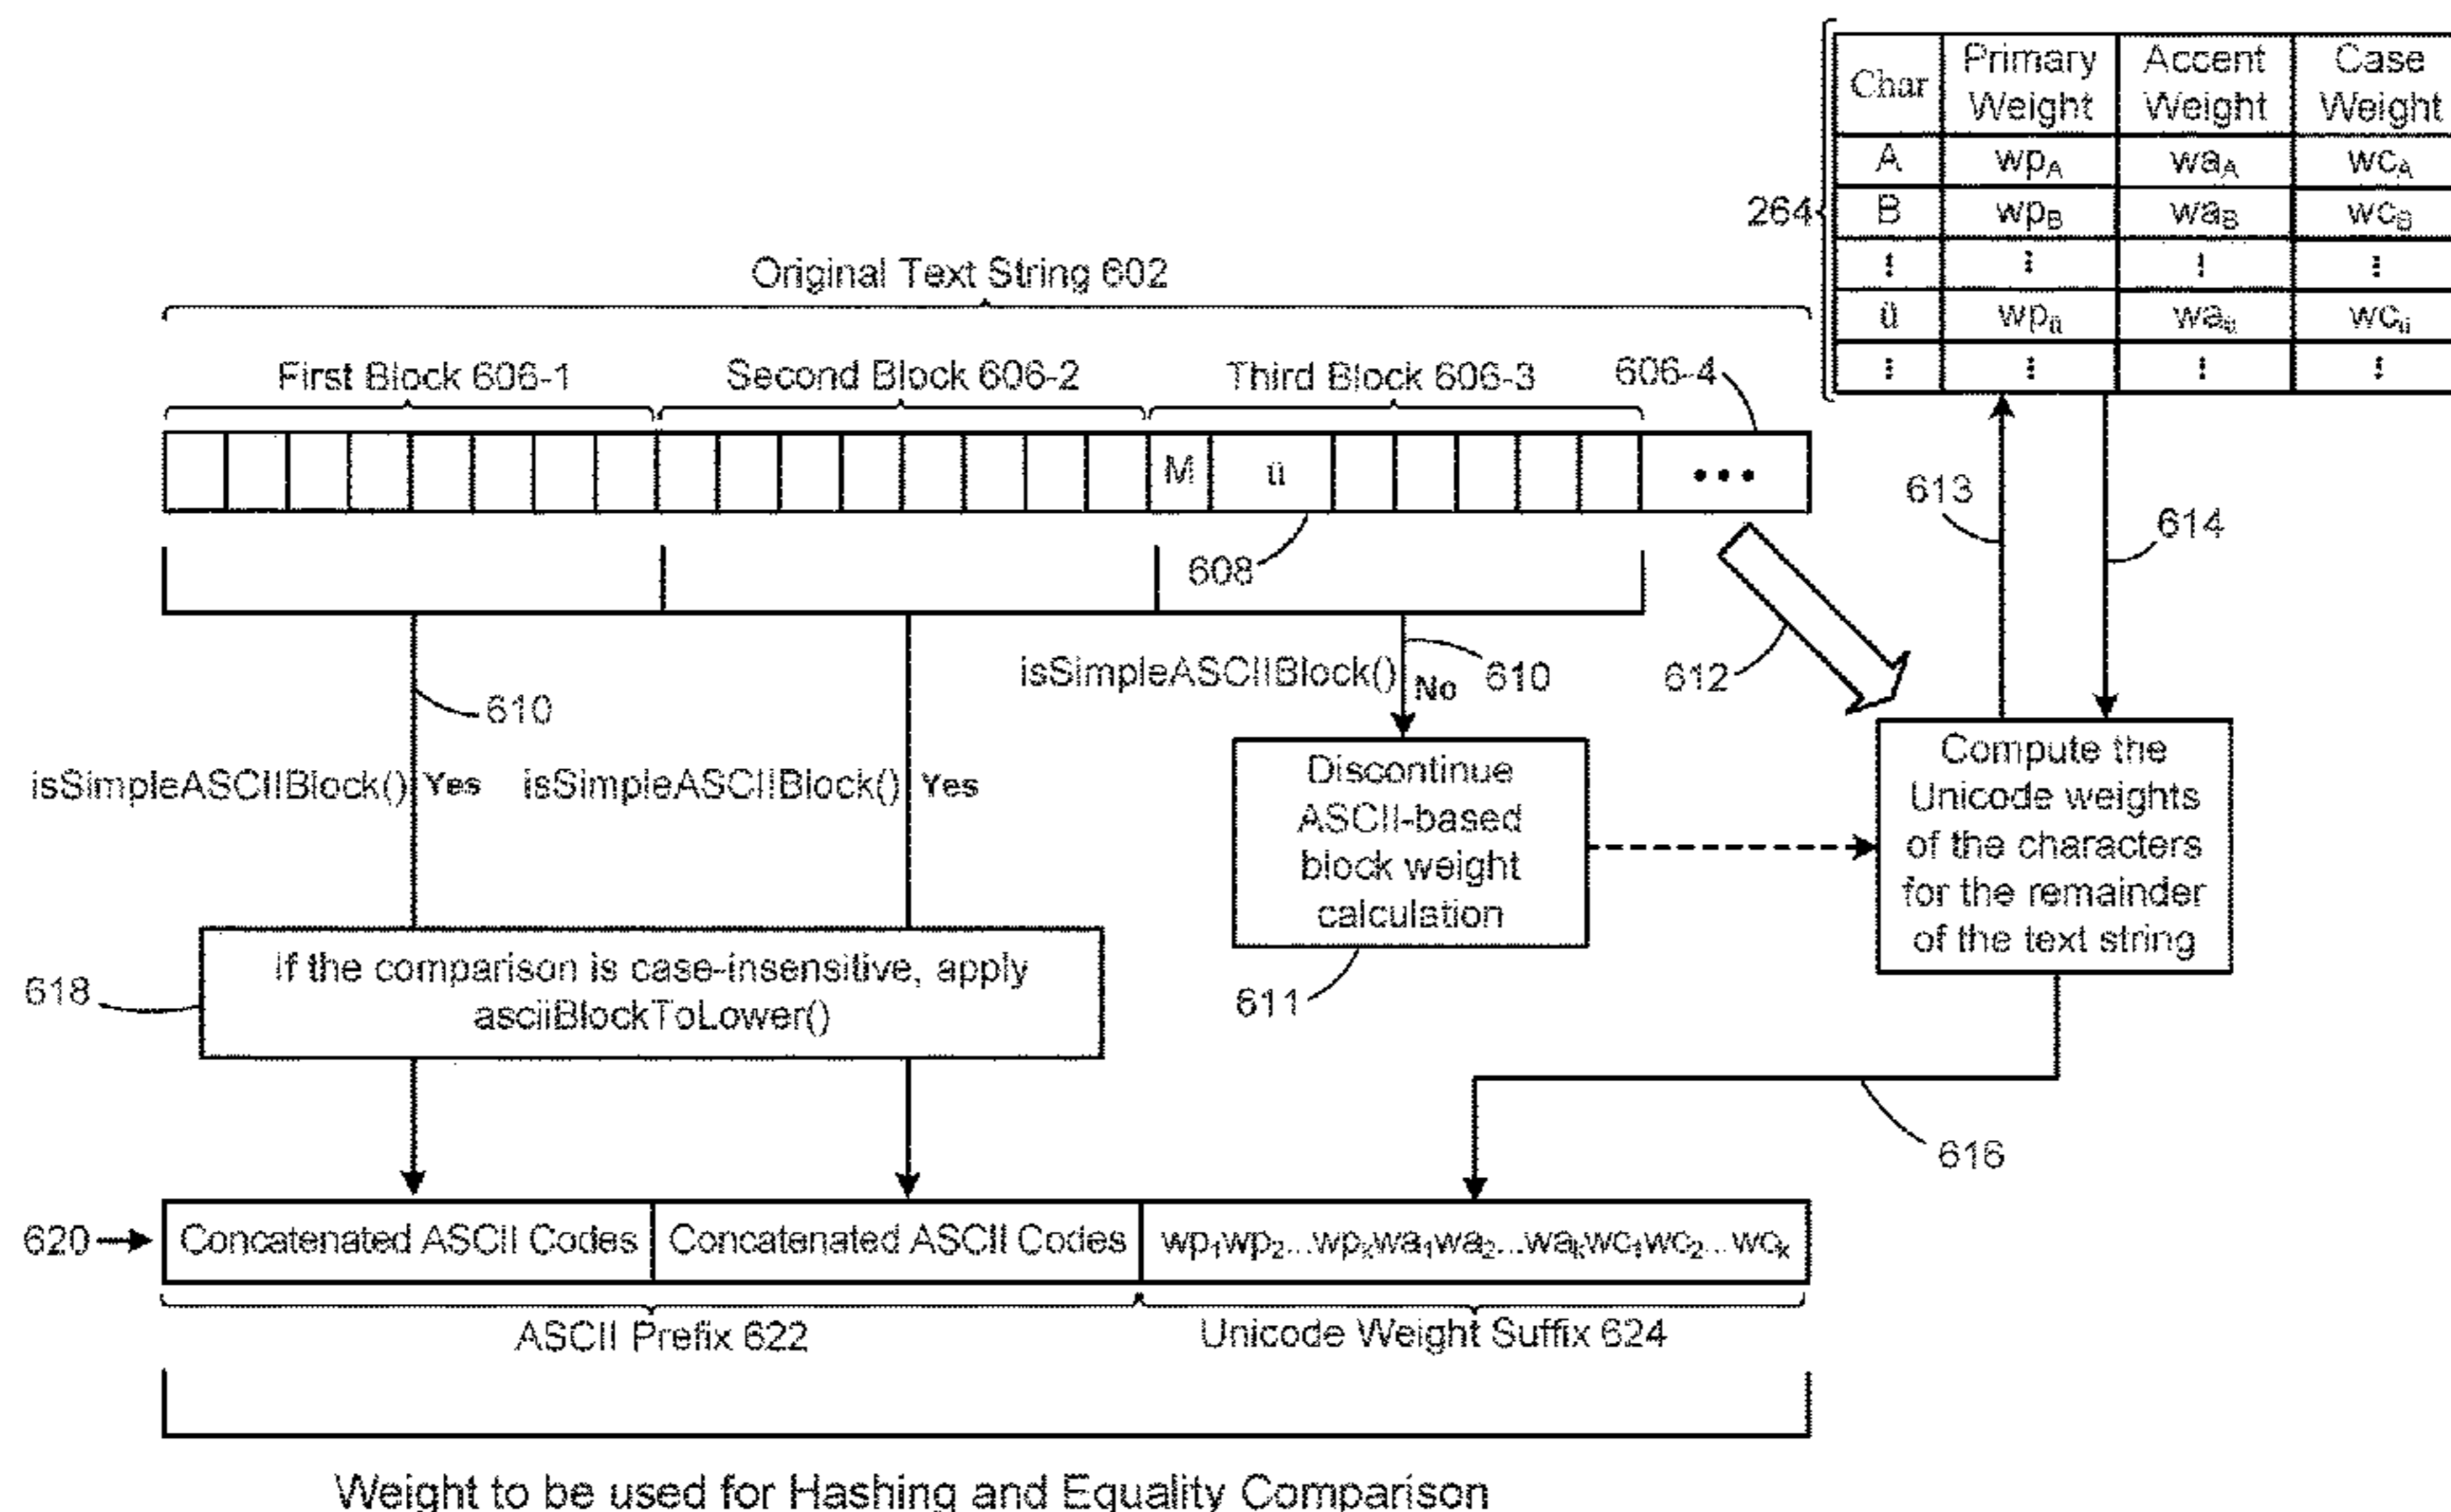 Char Primary Weight Accent Weight Case Weight
A wpA waA wcA
B wpB waB wcB
⋮ ⋮ ⋮ ⋮
ü wpü waü wcü
⋮ ⋮ ⋮ ⋮
264
Original Text String 602
First Block 606-1 Second Block 606-2 Third Block 606-3 606-4
M ü •••
608
613
614
612
isSimpleASCIIBlock() No 610
610
isSimpleASCIIBlock() Yes isSimpleASCIIBlock() Yes
Discontinue
ASCII-based
block weight
calculation
611
Compute the
Unicode weights
of the characters
for the remainder
of the text string
618
If the comparison is case-insensitive, apply
asciiBlockToLower()
616
620
Concatenated ASCII Codes Concatenated ASCII Codes wp1wp2...wpkwa1wa2...wakwc1wc2...wck
ASCII Prefix 622 Unicode Weight Suffix 624
Weight to be used for Hashing and Equality Comparison